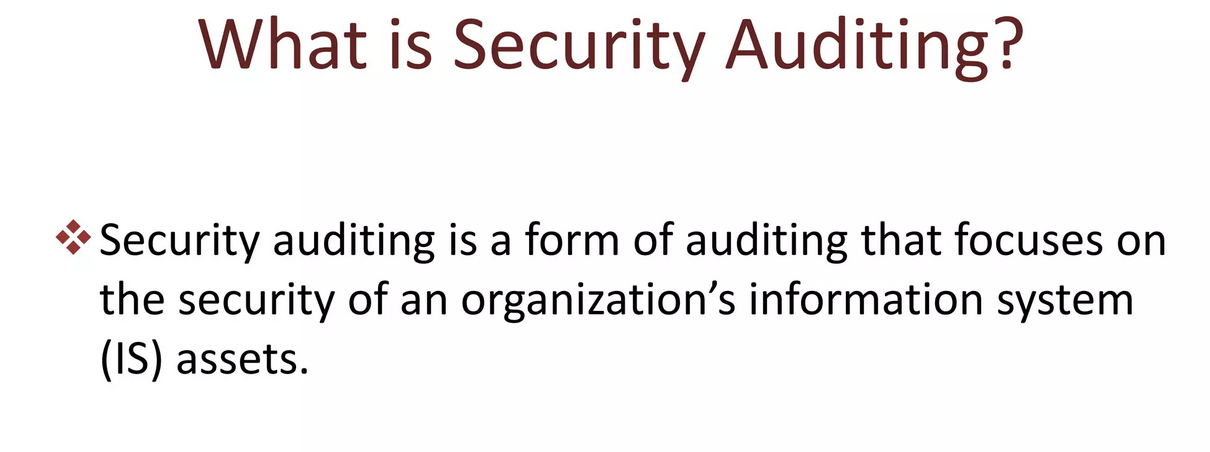 What is Security Auditing?
❖Security auditing is a form of auditing that focuses on
the security of an organization’s information system
(IS) assets.